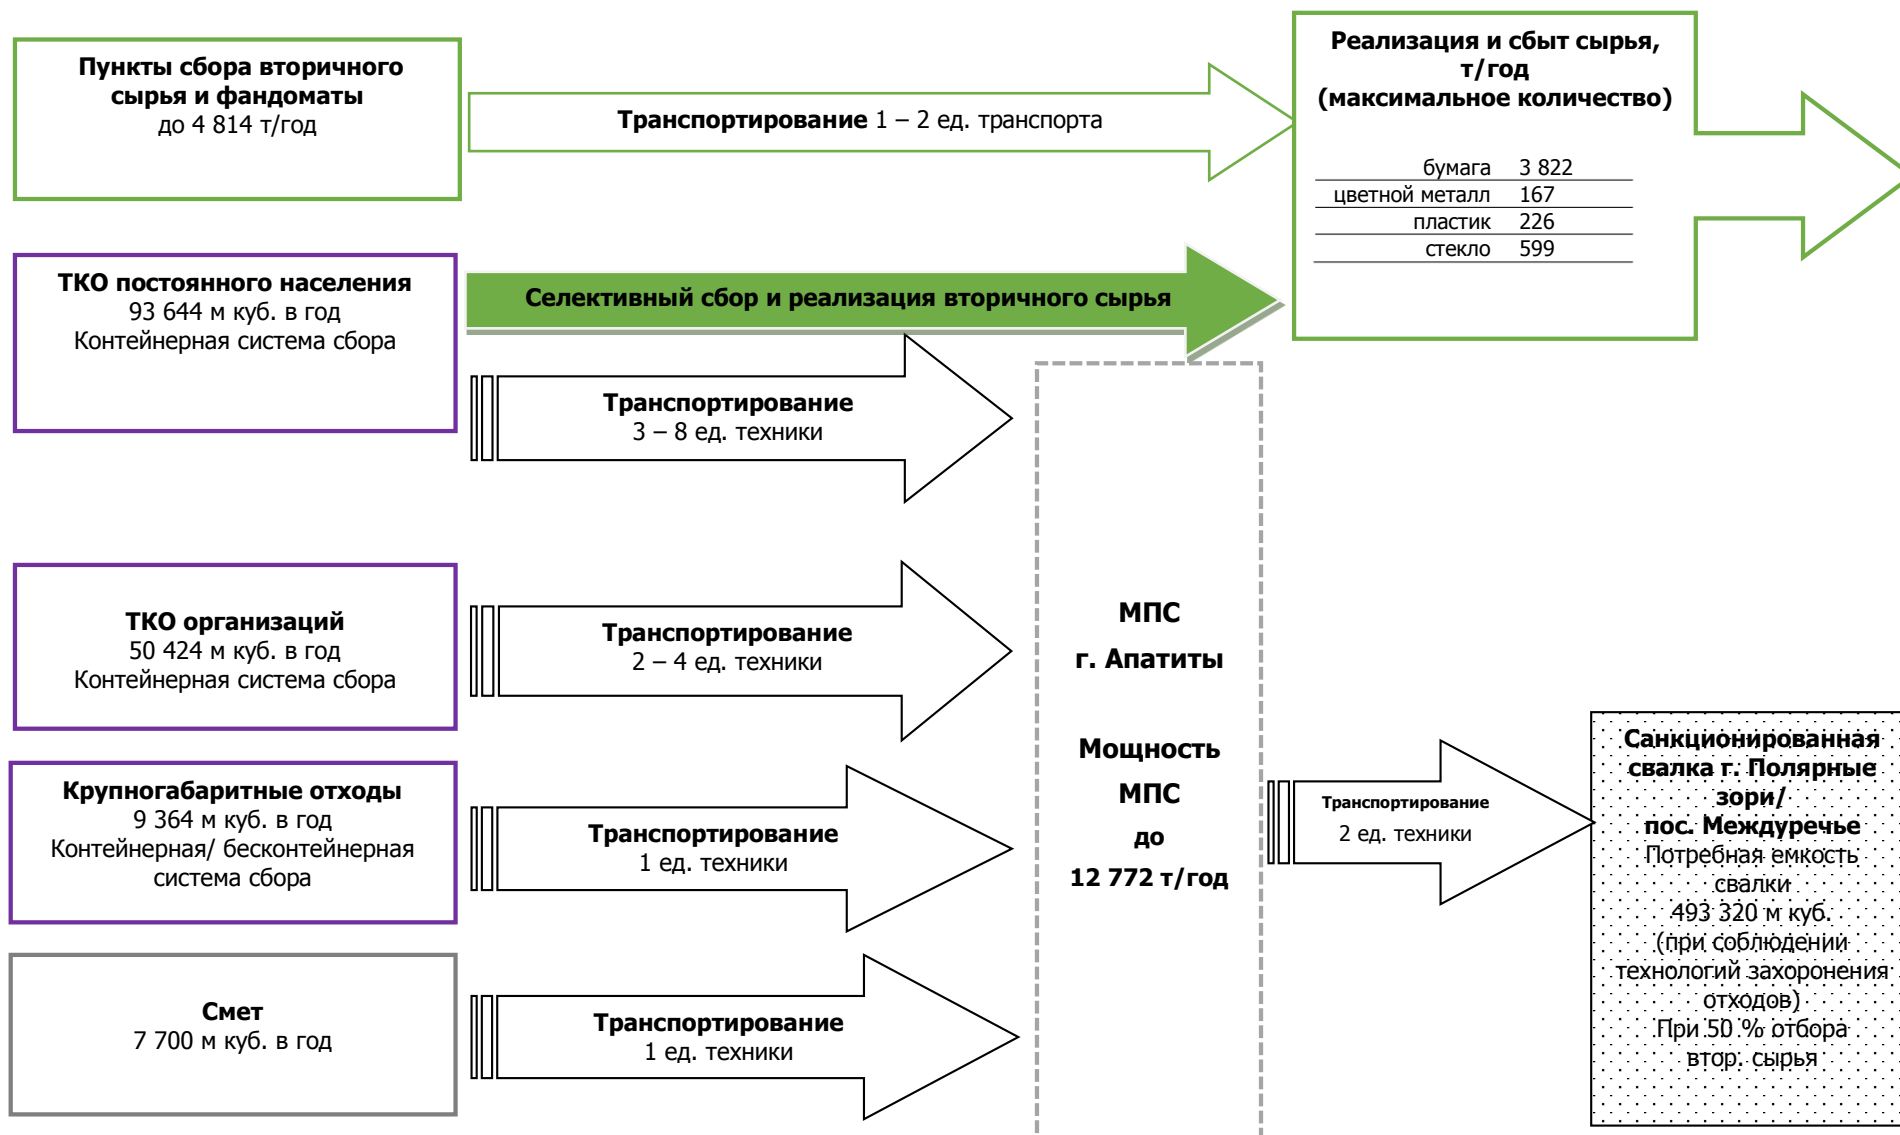 Пункты сбора вторичного
сырья и фандоматы
до 4 814 т/год
Транспортирование 1 – 2 ед. транспорта
Реализация и сбыт сырья,
т/год
(максимальное количество)
бумага 3 822
цветной металл 167
пластик 226
стекло 599
ТКО постоянного населения
93 644 м куб. в год
Контейнерная система сбора
Селективный сбор и реализация вторичного сырья
Транспортирование
3 – 8 ед. техники
ТКО организаций
50 424 м куб. в год
Контейнерная система сбора
Транспортирование
2 – 4 ед. техники
Крупногабаритные отходы
9 364 м куб. в год
Контейнерная/ бесконтейнерная
система сбора
Транспортирование
1 ед. техники
Смет
7 700 м куб. в год
Транспортирование
1 ед. техники
МПС
г. Апатиты
Мощность
МПС
до
12 772 т/год
Транспортирование
2 ед. техники
Санкционированная
свалка г. Полярные
зори/
пос. Междуречье
Потребная емкость
свалки
493 320 м куб.
(при соблюдении
технологий захоронения
отходов)
При 50 % отбора
втор. сырья